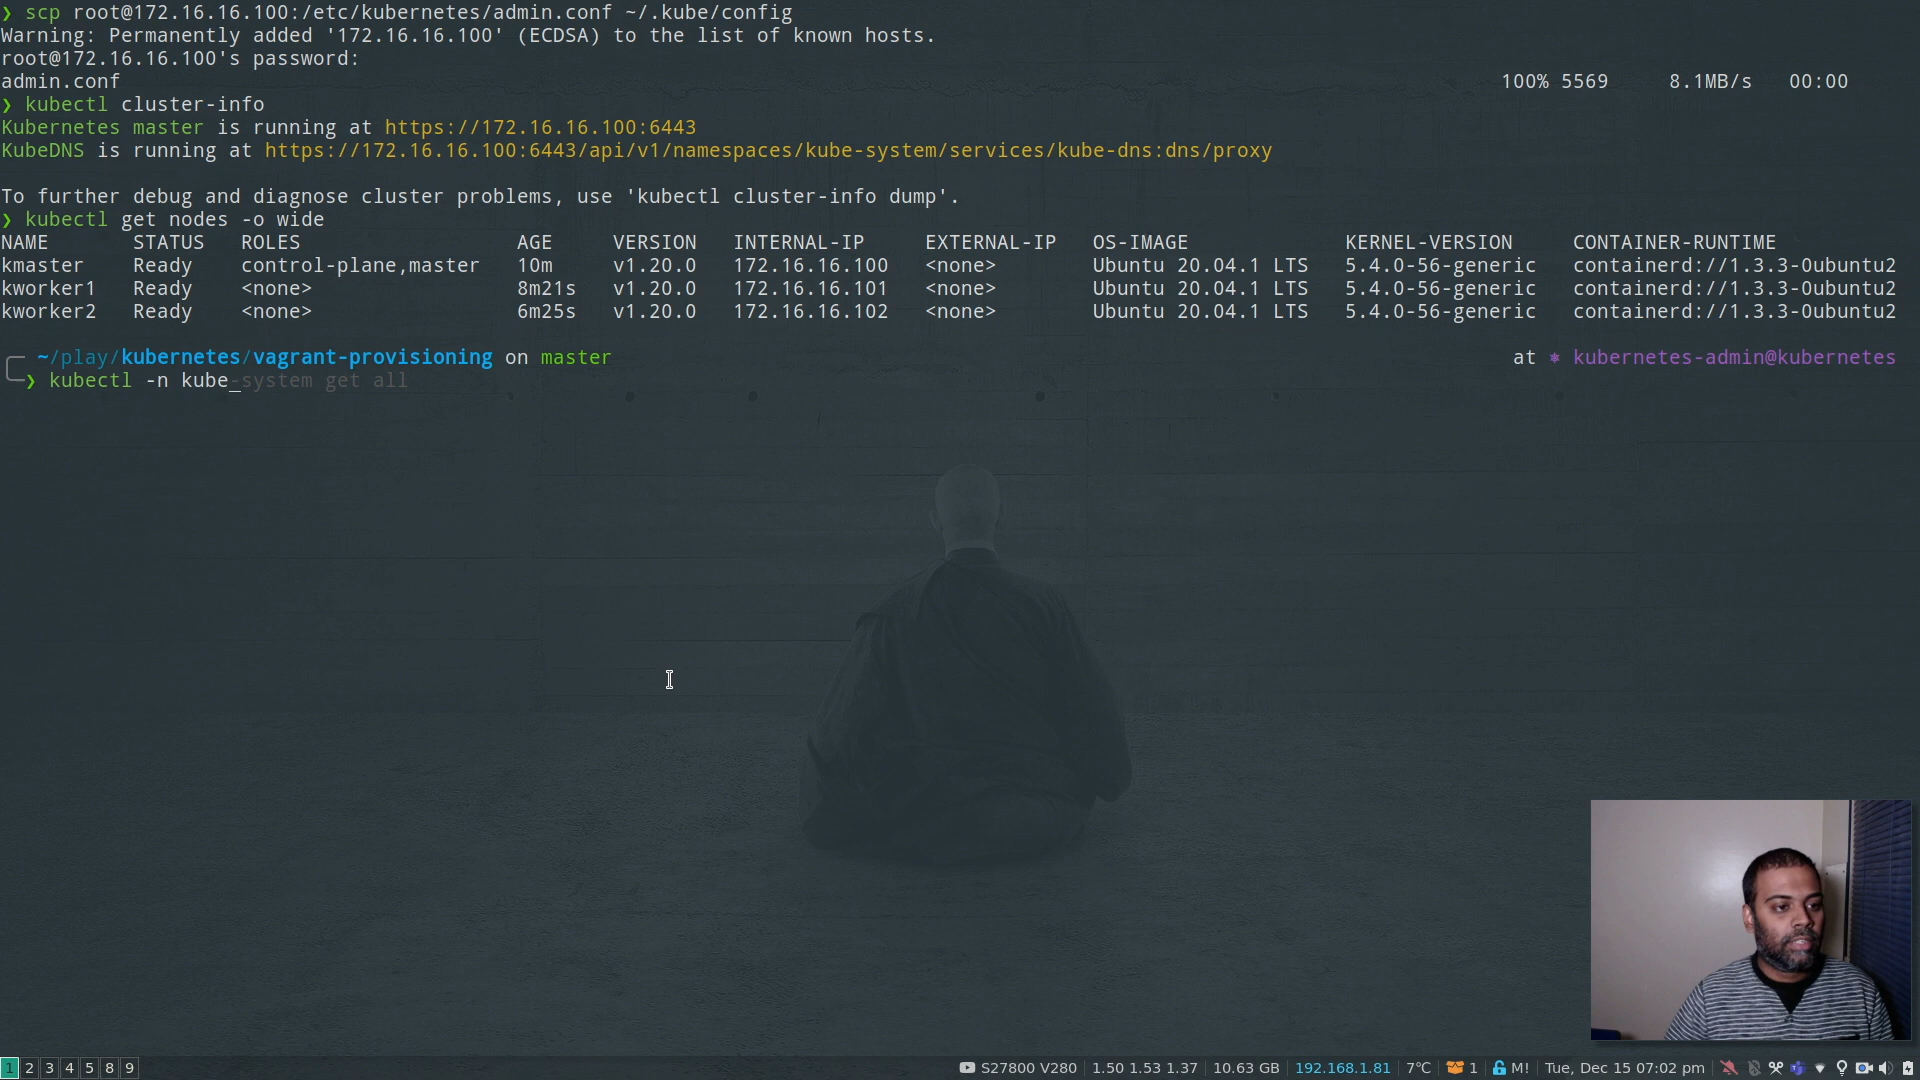 ❯ scp root@172.16.16.100:/etc/kubernetes/admin.conf ~/.kube/config
Warning: Permanently added '172.16.16.100' (ECDSA) to the list of known hosts.
root@172.16.16.100's password:
admin.conf 100% 5569 8.1MB/s 00:00
❯ kubectl cluster-info
Kubernetes master is running at https://172.16.16.100:6443
KubeDNS is running at https://172.16.16.100:6443/api/v1/namespaces/kube-system/services/kube-dns:dns/proxy
To further debug and diagnose cluster problems, use 'kubectl cluster-info dump'.
❯ kubectl get nodes -o wide
NAME STATUS ROLES AGE VERSION INTERNAL-IP EXTERNAL-IP OS-IMAGE KERNEL-VERSION CONTAINER-RUNTIME
kmaster Ready control-plane,master 10m v1.20.0 172.16.16.100 <none> Ubuntu 20.04.1 LTS 5.4.0-56-generic containerd://1.3.3-0ubuntu2
kworker1 Ready <none> 8m21s v1.20.0 172.16.16.101 <none> Ubuntu 20.04.1 LTS 5.4.0-56-generic containerd://1.3.3-0ubuntu2
kworker2 Ready <none> 6m25s v1.20.0 172.16.16.102 <none> Ubuntu 20.04.1 LTS 5.4.0-56-generic containerd://1.3.3-0ubuntu2
~/play/kubernetes/vagrant-provisioning on master at ⎈ kubernetes-admin@kubernetes
❯ kubectl -n kube-system get all
1 2 3 4 5 8 9 S27800 V280 1.50 1.53 1.37 10.63 GB 192.168.1.81 7°C 1 M! Tue, Dec 15 07:02 pm